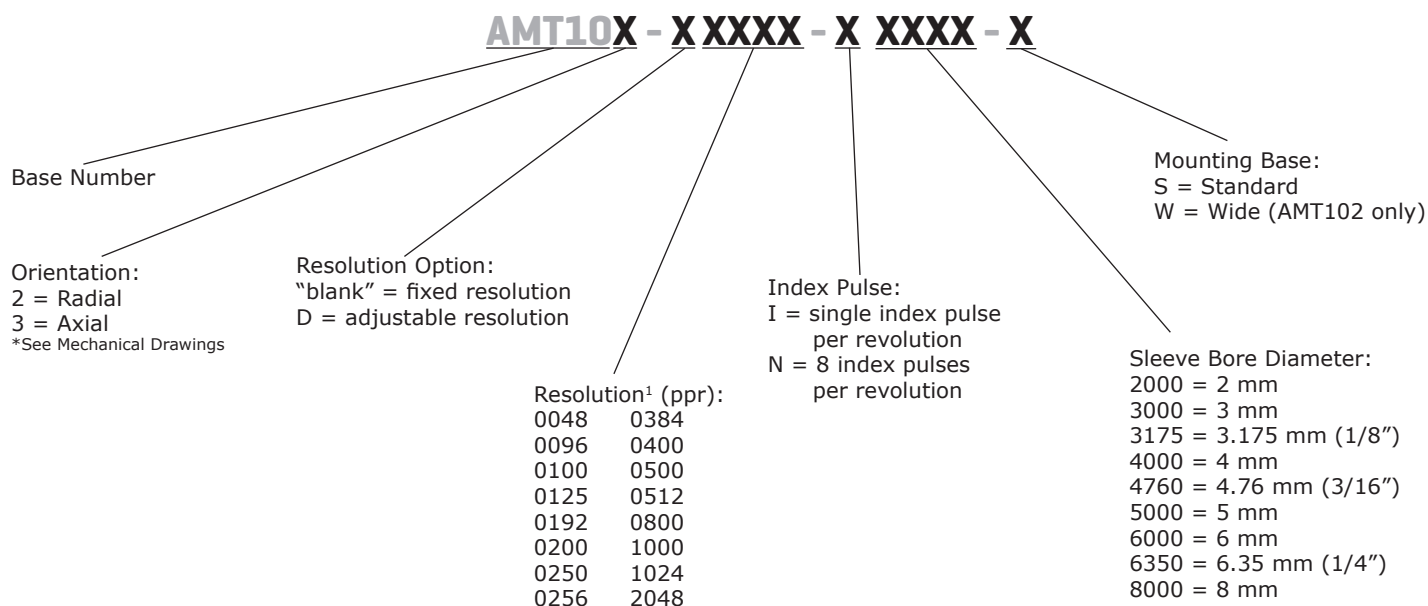 AMT10X - X XXXX - X XXXX - X
Base Number
Orientation:
2 = Radial
3 = Axial
*See Mechanical Drawings
Resolution Option:
“blank” = fixed resolution
D = adjustable resolution
Resolution¹ (ppr):
0048 0384
0096 0400
0100 0500
0125 0512
0192 0800
0200 1000
0250 1024
0256 2048
Index Pulse:
I = single index pulse
per revolution
N = 8 index pulses
per revolution
Sleeve Bore Diameter:
2000 = 2 mm
3000 = 3 mm
3175 = 3.175 mm (1/8”)
4000 = 4 mm
4760 = 4.76 mm (3/16”)
5000 = 5 mm
6000 = 6 mm
6350 = 6.35 mm (1/4”)
8000 = 8 mm
Mounting Base:
S = Standard
W = Wide (AMT102 only)